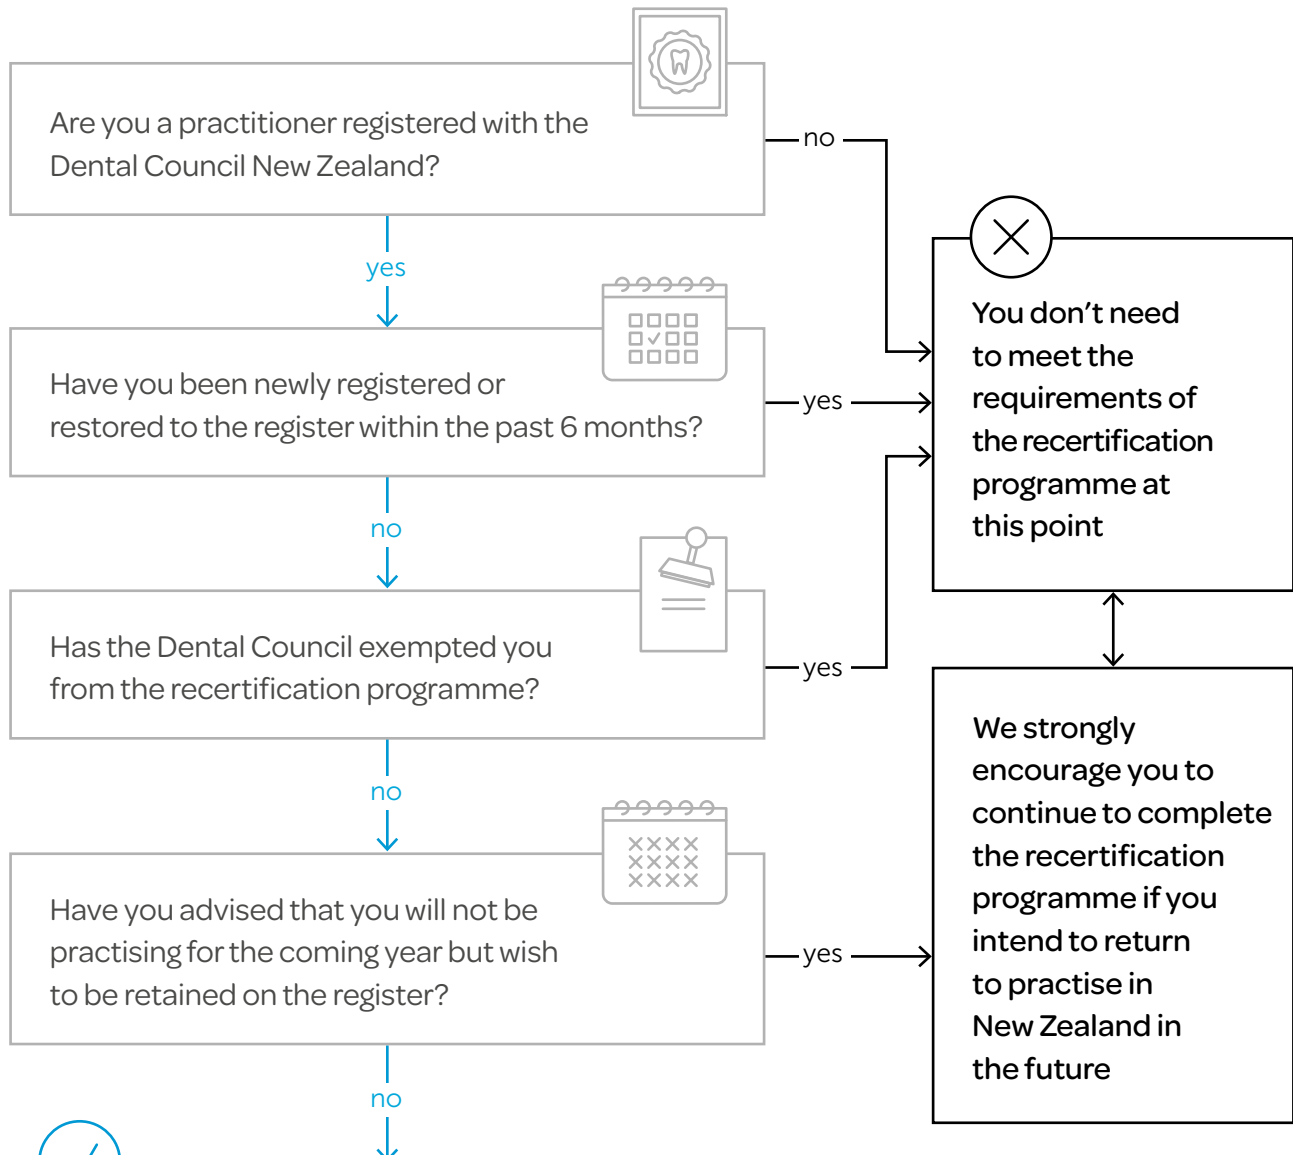 Are you a practitioner registered with the
Dental Council New Zealand?
no
yes
Have you been newly registered or
restored to the register within the past 6 months?
yes
You don't need
to meet the
requirements of
the recertification
programme at
this point
no
Has the Dental Council exempted you
from the recertification programme?
yes
no
Have you advised that you will not be
practising for the coming year but wish
to be retained on the register?
yes
We strongly
encourage you to
continue to complete
the recertification
programme if you
intend to return
to practise in
New Zealand in
the future
no